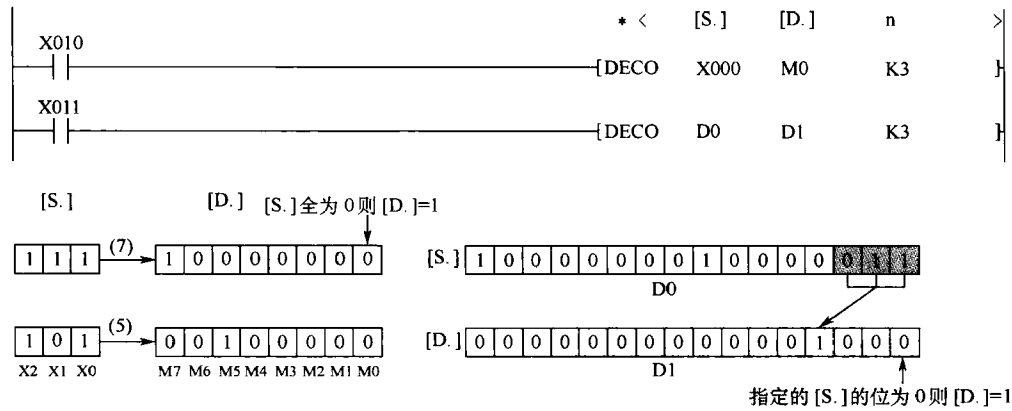 * < [S.] [D.] n >
X010
[DECO X000 M0 K3 ]
X011
[DECO D0 D1 K3 ]
[S.] [D.] [S.]全为 0则 [D.]=1
1 1 1 (7) 1 0 0 0 0 0 0 0
[S.] 1 0 0 0 0 0 0 0 1 0 0 0 0 0 1 1
D0
1 0 1 (5) 0 0 1 0 0 0 0 0
X2 X1 X0 M7 M6 M5 M4 M3 M2 M1 M0
[D.] 0 0 0 0 0 0 0 0 0 0 0 0 1 0 0 0
D1
指定的 [S.]的位为 0则 [D.]=1